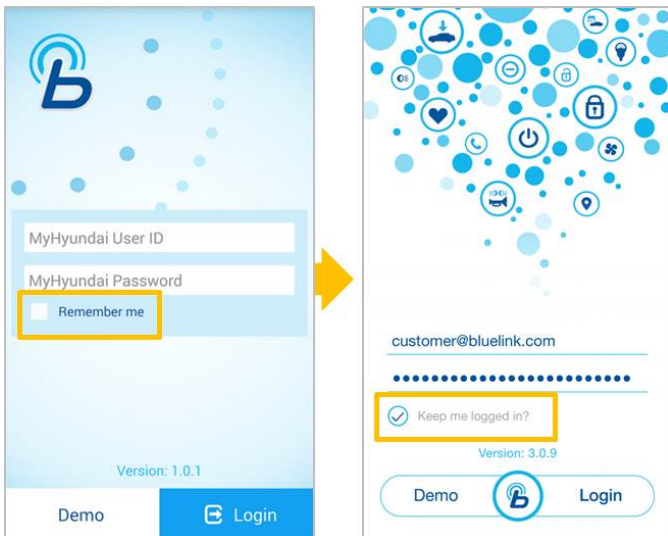 MyHyundai User ID
MyHyundai Password
Remember me
Version: 1.0.1
Demo
Login
customer@bluelink.com
Keep me logged in?
Version: 3.0.9
Demo
Login